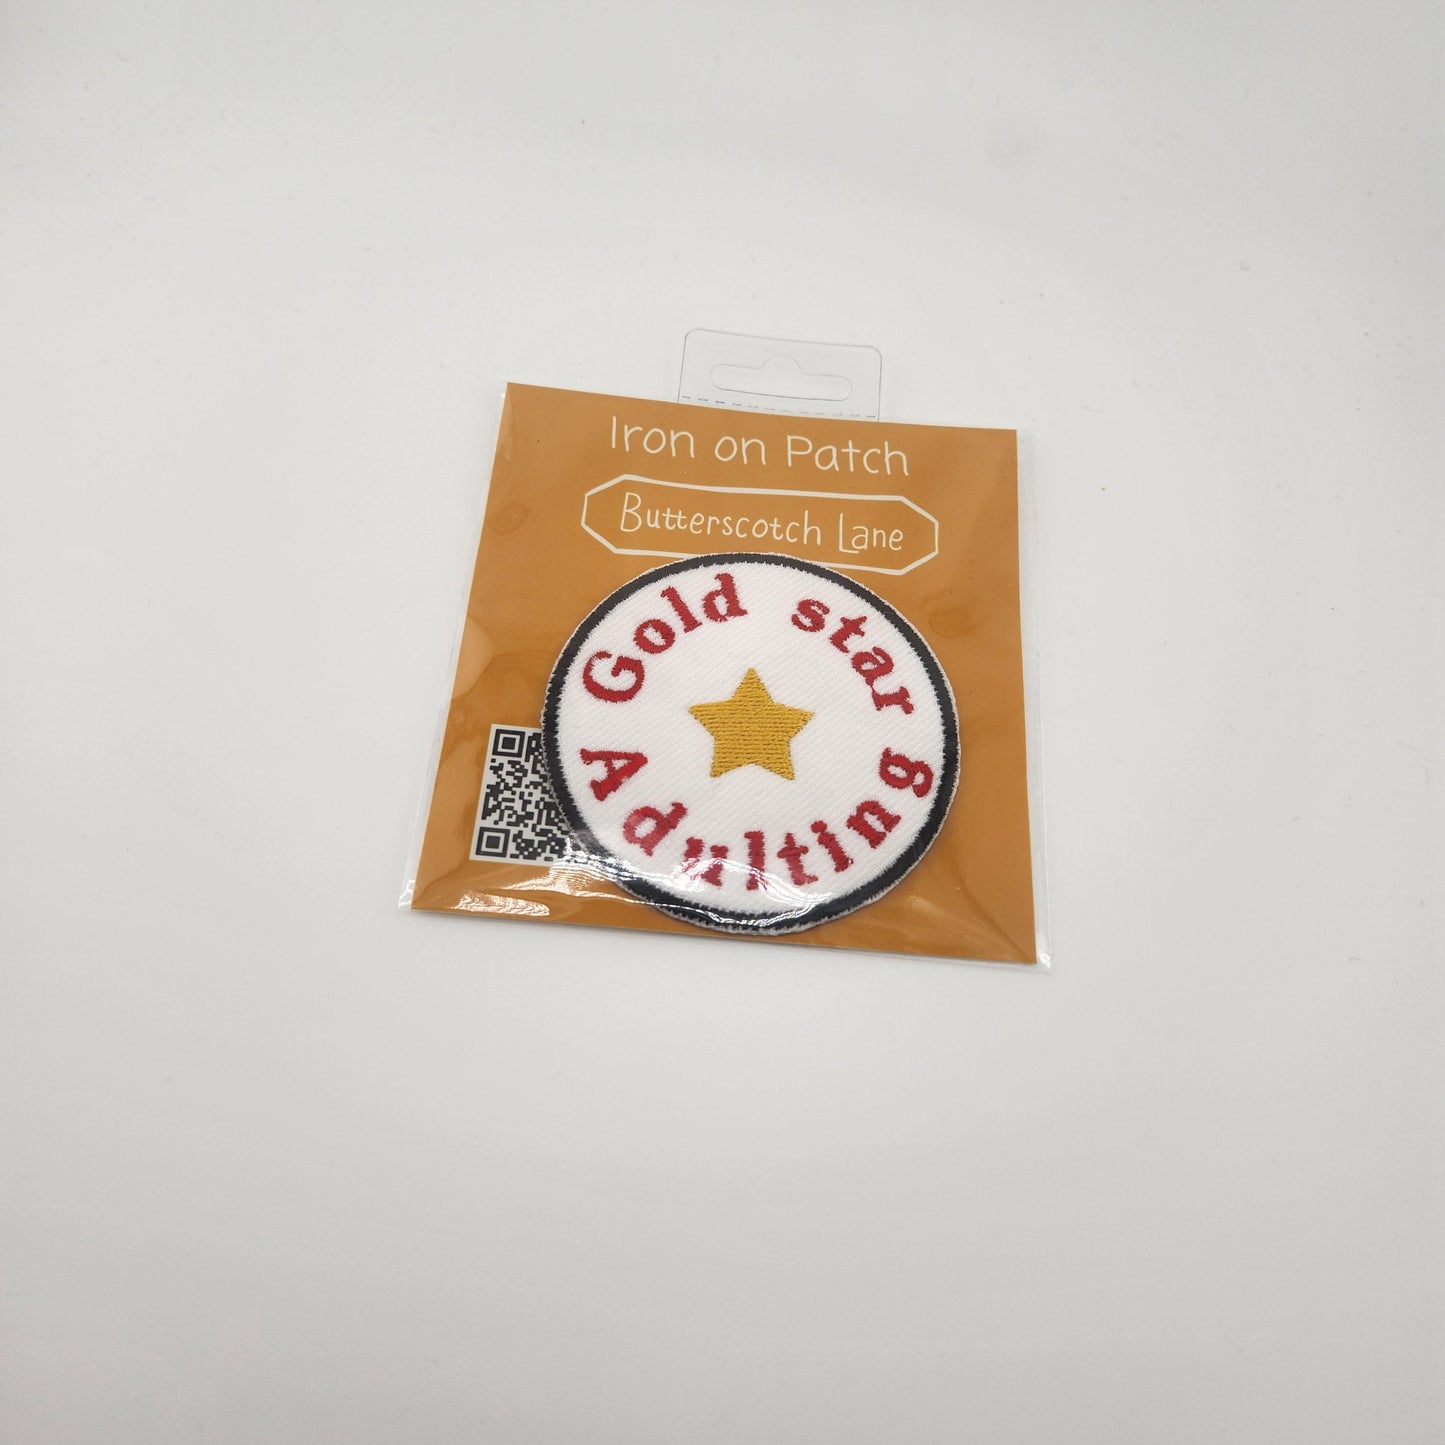 Iron on Patch
Butterscotch Lane
Gold star
Adulting